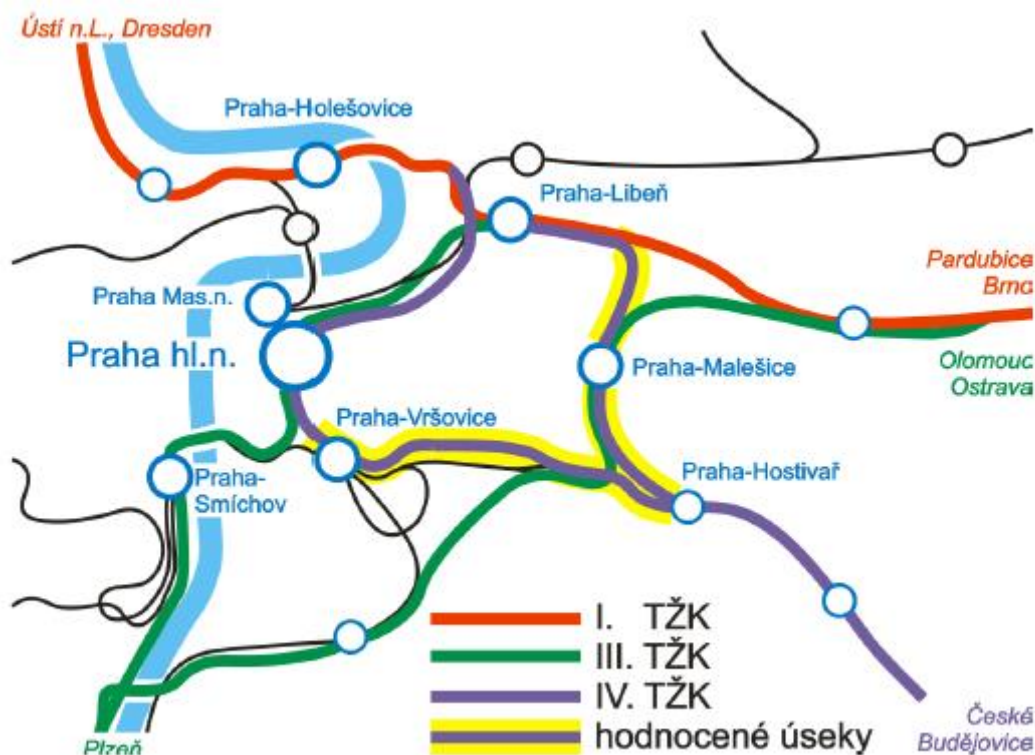 Ústí n.L., Dresden
Praha-Holešovice
Praha-Libeň
Pardubice
Brno
Praha Mas.n.
Praha hl.n.
Praha-Malešice
Olomouc
Ostrava
Praha-Vršovice
Praha-
Smíchov
Praha-Hostivař
I. TŽK
III. TŽK
IV. TŽK
hodnocené úseky
České
Budějovice
Plzeň